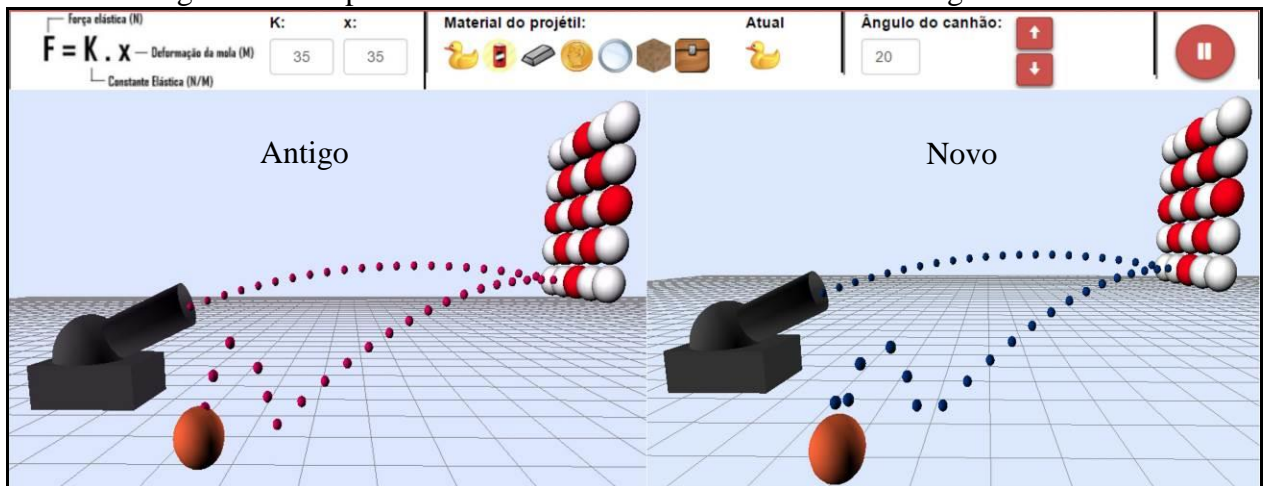 Força elástica (N)
F = K . x — Deformação da mola (M)
Constante Elástica (N/M)
K: x:
35 35
Material do projétil:
Atual
Ângulo do canhão:
20
Antigo
Novo